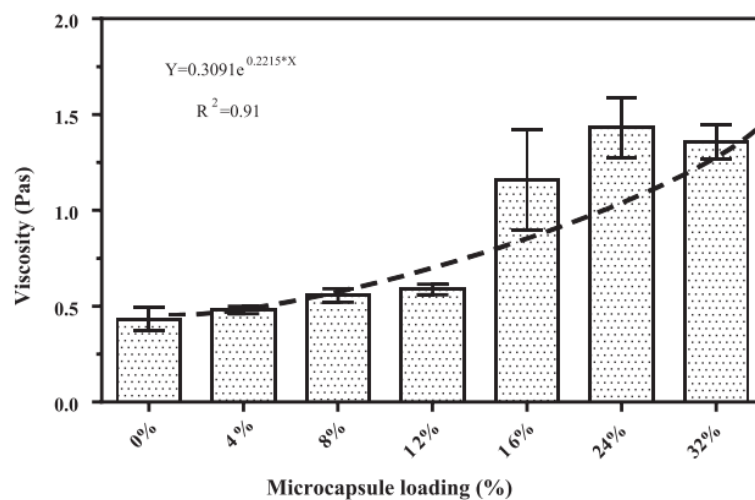 2.0
Y=0.3091e^0.2215*X
R²=0.91
1.5
1.0
0.5
0.0
Viscosity (Pas)
0% 4% 8% 12% 16% 24% 32%
Microcapsule loading (%)